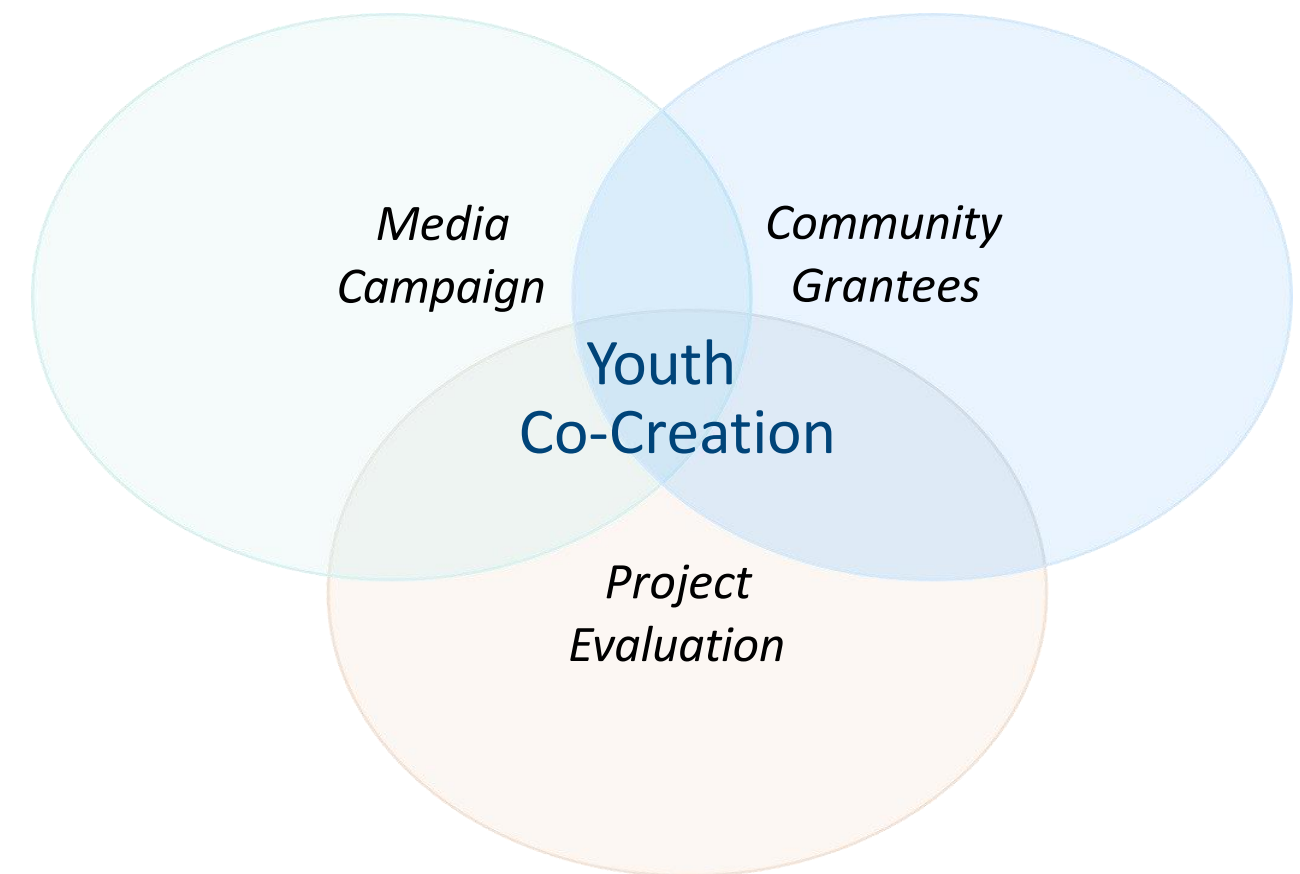 Media
Campaign
Community
Grantees
Youth
Co-Creation
Project
Evaluation